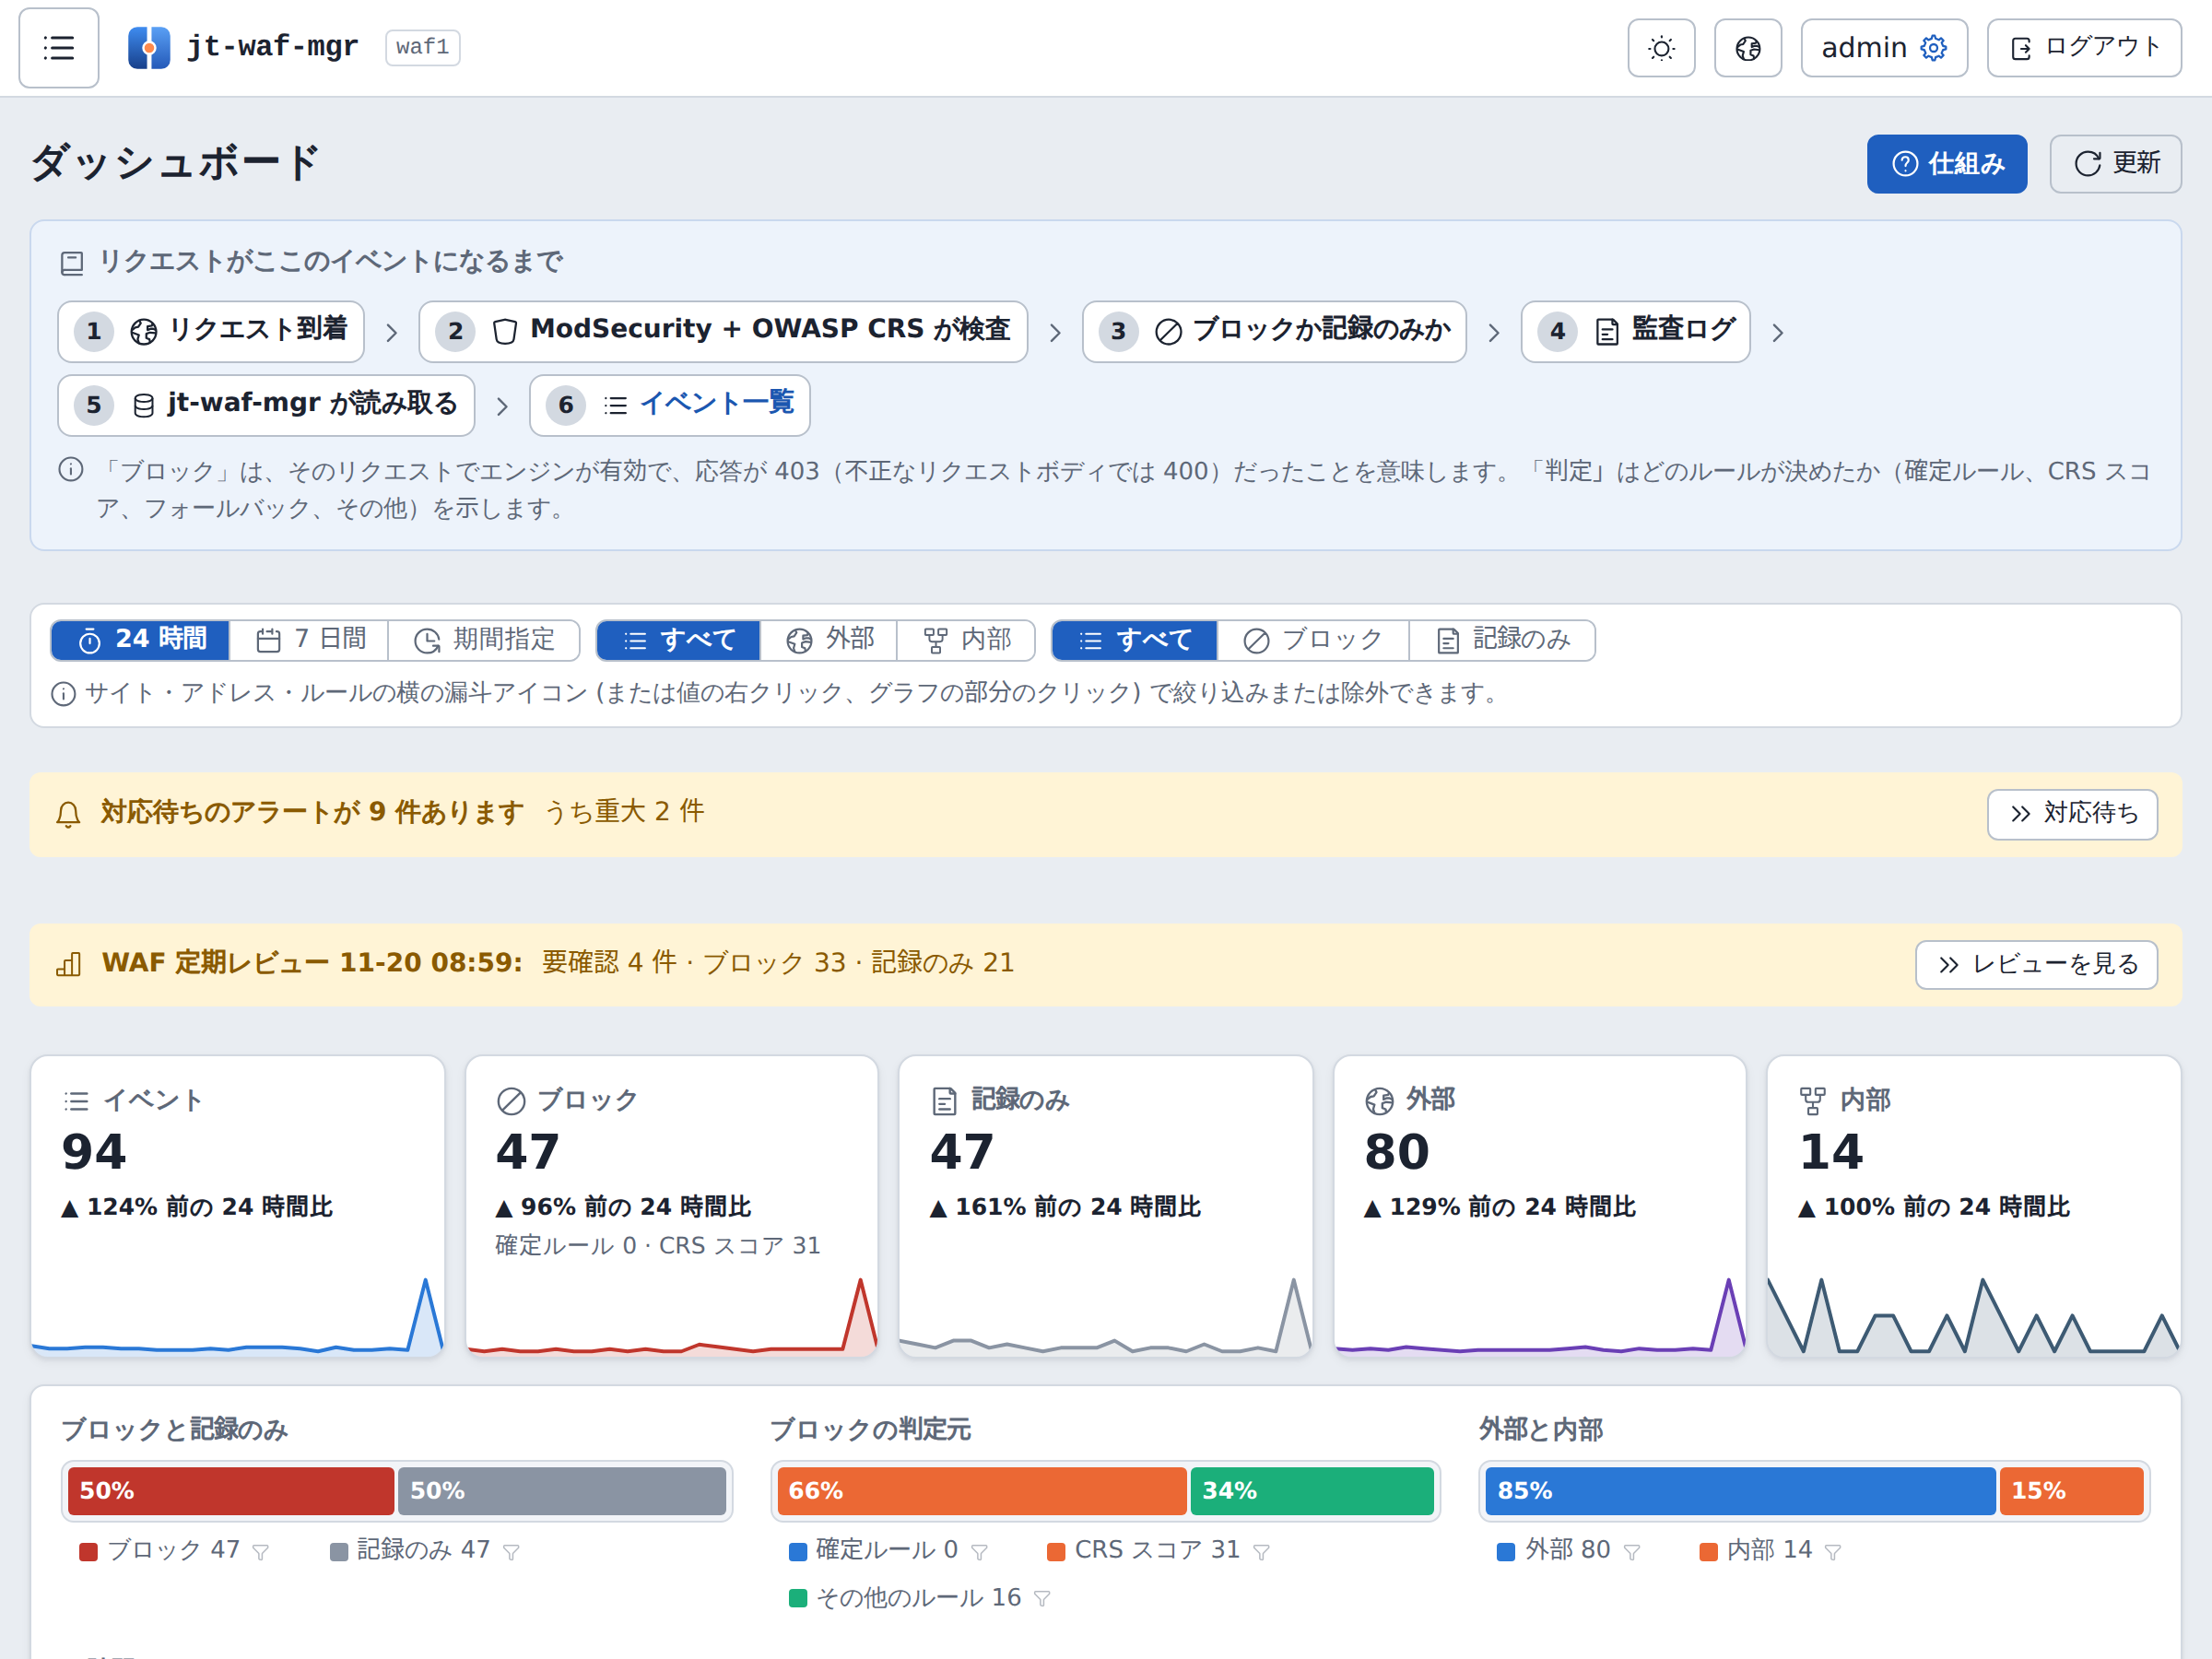 jt-waf-mgr waf1 admin ログアウト
ダッシュボード 仕組み 更新
リクエストがここのイベントになるまで
1 リクエスト到着 2 ModSecurity + OWASP CRS が検査 3 ブロックか記録のみか 4 監査ログ
5 jt-waf-mgr が読み取る 6 イベント一覧
「ブロック」は、そのリクエストでエンジンが有効で、応答が 403（不正なリクエストボディでは 400）だったことを意味します。「判定」はどのルールが決めたか（確定ルール、CRS スコ
ア、フォールバック、その他）を示します。
24 時間 7 日間 期間指定 すべて 外部 内部 すべて ブロック 記録のみ
サイト・アドレス・ルールの横の漏斗アイコン (または値の右クリック、グラフの部分のクリック) で絞り込みまたは除外できます。
対応待ちのアラートが 9 件あります うち重大 2 件 対応待ち
WAF 定期レビュー 11-20 08:59: 要確認 4 件 · ブロック 33 · 記録のみ 21 レビューを見る
イベント ブロック 記録のみ 外部 内部
94 47 47 80 14
▲ 124% 前の 24 時間比 ▲ 96% 前の 24 時間比 ▲ 161% 前の 24 時間比 ▲ 129% 前の 24 時間比 ▲ 100% 前の 24 時間比
確定ルール 0 · CRS スコア 31
ブロックと記録のみ ブロックの判定元 外部と内部
50% 50% 66% 34% 85% 15%
ブロック 47 記録のみ 47 確定ルール 0 CRS スコア 31 外部 80 内部 14
その他のルール 16